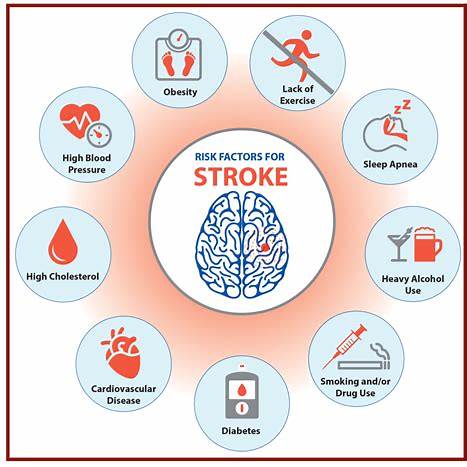 RISK FACTORS FOR
STROKE
Obesity
Lack of
Exercise
zz
Sleep Apnea
Heavy Alcohol
Use
Smoking and/or
Drug Use
Diabetes
Cardiovascular
Disease
High Cholesterol
High Blood
Pressure